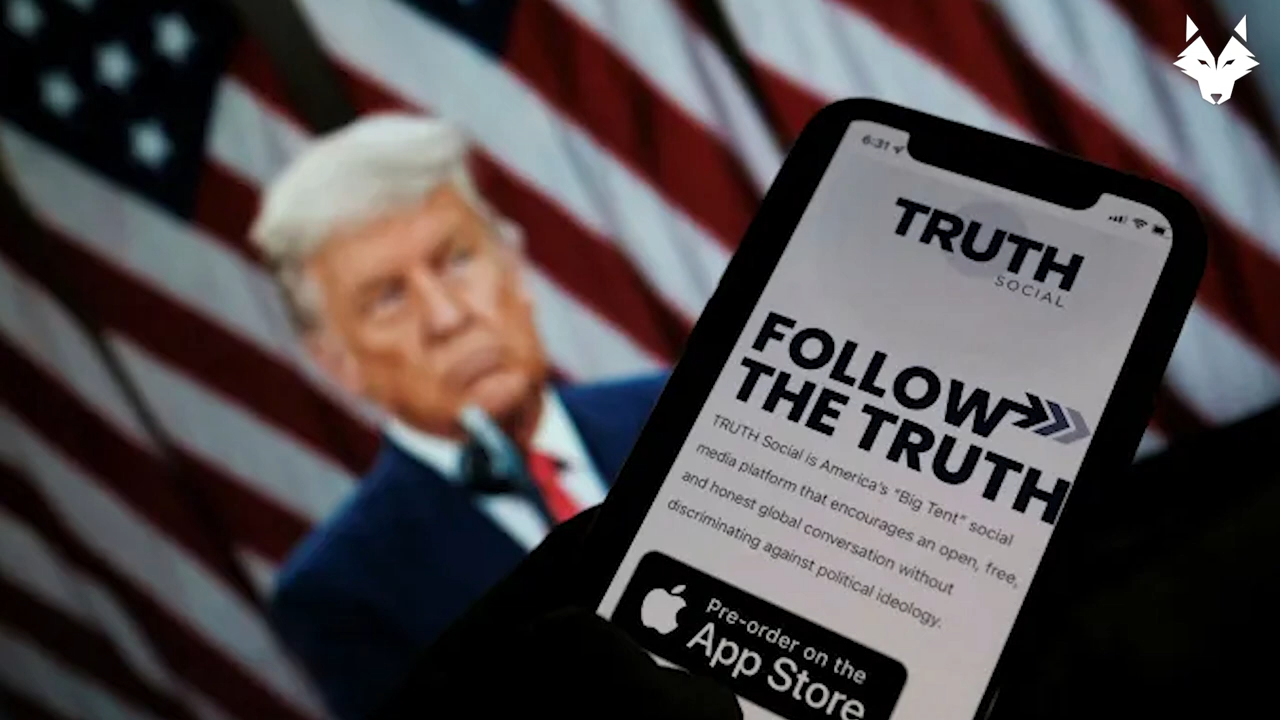 6:31
TRUTH
SOCIAL
FOLLOW
THE TRUTH
TRUTH Social is America's "Big Tent" social
media platform that encourages an open, free,
and honest global conversation without
discriminating against political ideology.
Pre-order on the
App Store